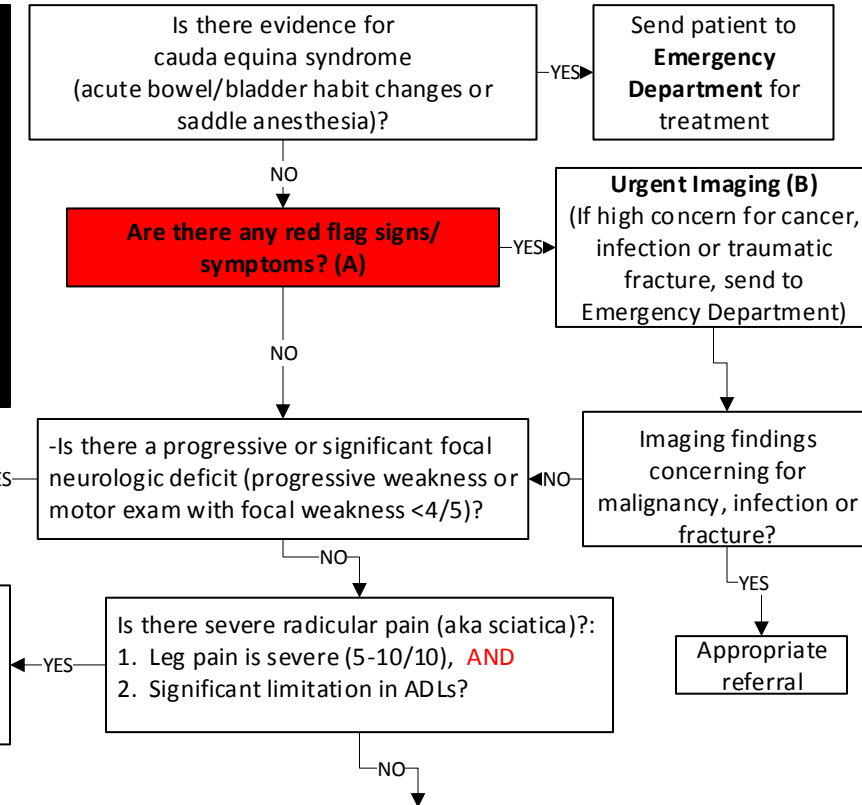 Is there evidence for
cauda equina syndrome
(acute bowel/bladder habit changes or
saddle anesthesia)?
YES
Send patient to
Emergency
Department for
treatment
NO
Are there any red flag signs/
symptoms? (A)
YES
Urgent Imaging (B)
(If high concern for cancer,
infection or traumatic
fracture, send to
Emergency Department)
NO
-Is there a progressive or significant focal
neurologic deficit (progressive weakness or
motor exam with focal weakness <4/5)?
ES
NO
Imaging findings
concerning for
malignancy, infection or
fracture?
NO
YES
Is there severe radicular pain (aka sciatica)?:
1. Leg pain is severe (5-10/10), AND
2. Significant limitation in ADLs?
YES
Appropriate
referral
NO